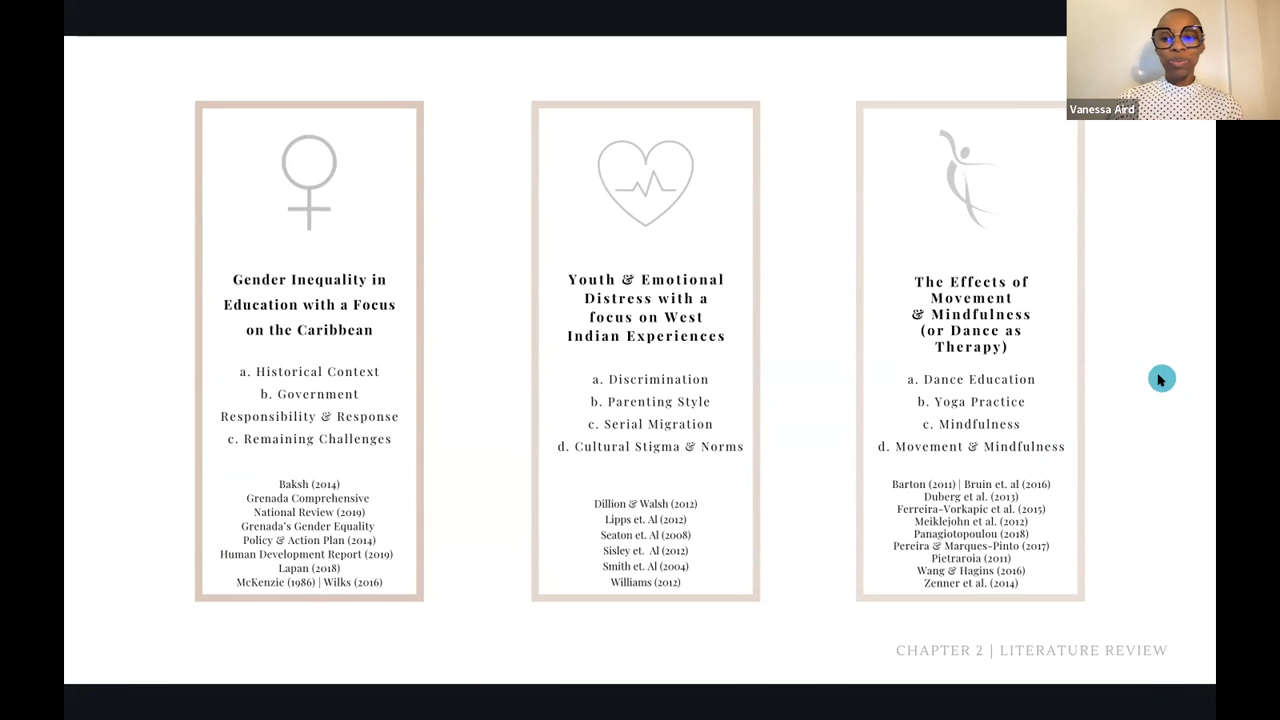 Vanessa Aird
Gender Inequality in
Education with a Focus
on the Caribbean
a. Historical Context
b. Government
Responsibility & Response
c. Remaining Challenges
Baksh (2014)
Grenada Comprehensive
National Review (2019)
Grenada's Gender Equality
Policy & Action Plan (2014)
Human Development Report (2019)
Lapan (2018)
McKenzie (1986) | Wilks (2016)
Youth & Emotional
Distress with a
focus on West
Indian Experiences
a. Discrimination
b. Parenting Style
c. Serial Migration
d. Cultural Stigma & Norms
Dillion & Walsh (2012)
Lipps et. Al (2012)
Seaton et. Al (2008)
Sisley et. Al (2012)
Smith et. Al (2004)
Williams (2012)
The Effects of
Movement
& Mindfulness
(or Dance as
Therapy)
a. Dance Education
b. Yoga Practice
c. Mindfulness
d. Movement & Mindfulness
Barton (2011) | Bruin et. al (2016)
Duberg et al. (2013)
Ferreira-Vorkapic et al. (2015)
Meiklejohn et al. (2012)
Panagiotopoulou (2018)
Pereira & Marques-Pinto (2017)
Pietraroia (2011)
Wang & Hagins (2016)
Zenner et al. (2014)
CHAPTER 2 | LITERATURE REVIEW